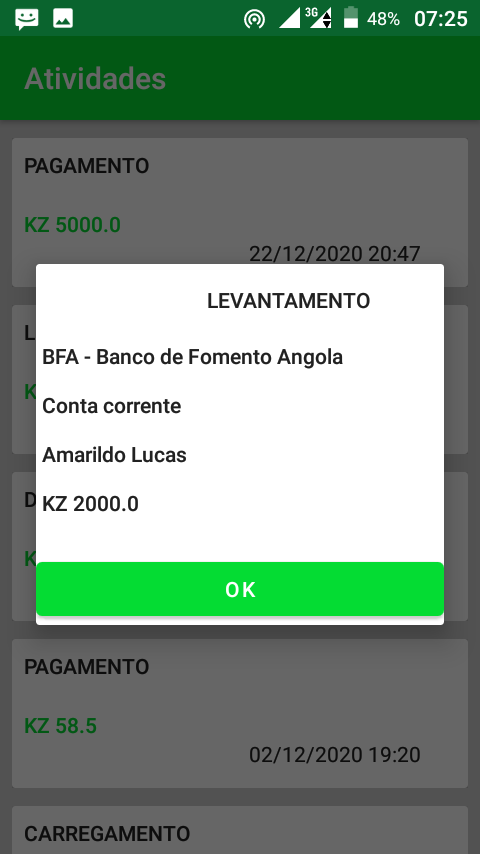 3G
48%
07:25
Atividades
PAGAMENTO
KZ 5000.0
22/12/2020 20:47
LEVANTAMENTO
BFA - Banco de Fomento Angola
Conta corrente
Amarildo Lucas
KZ 2000.0
OK
PAGAMENTO
KZ 58.5
02/12/2020 19:20
CARREGAMENTO